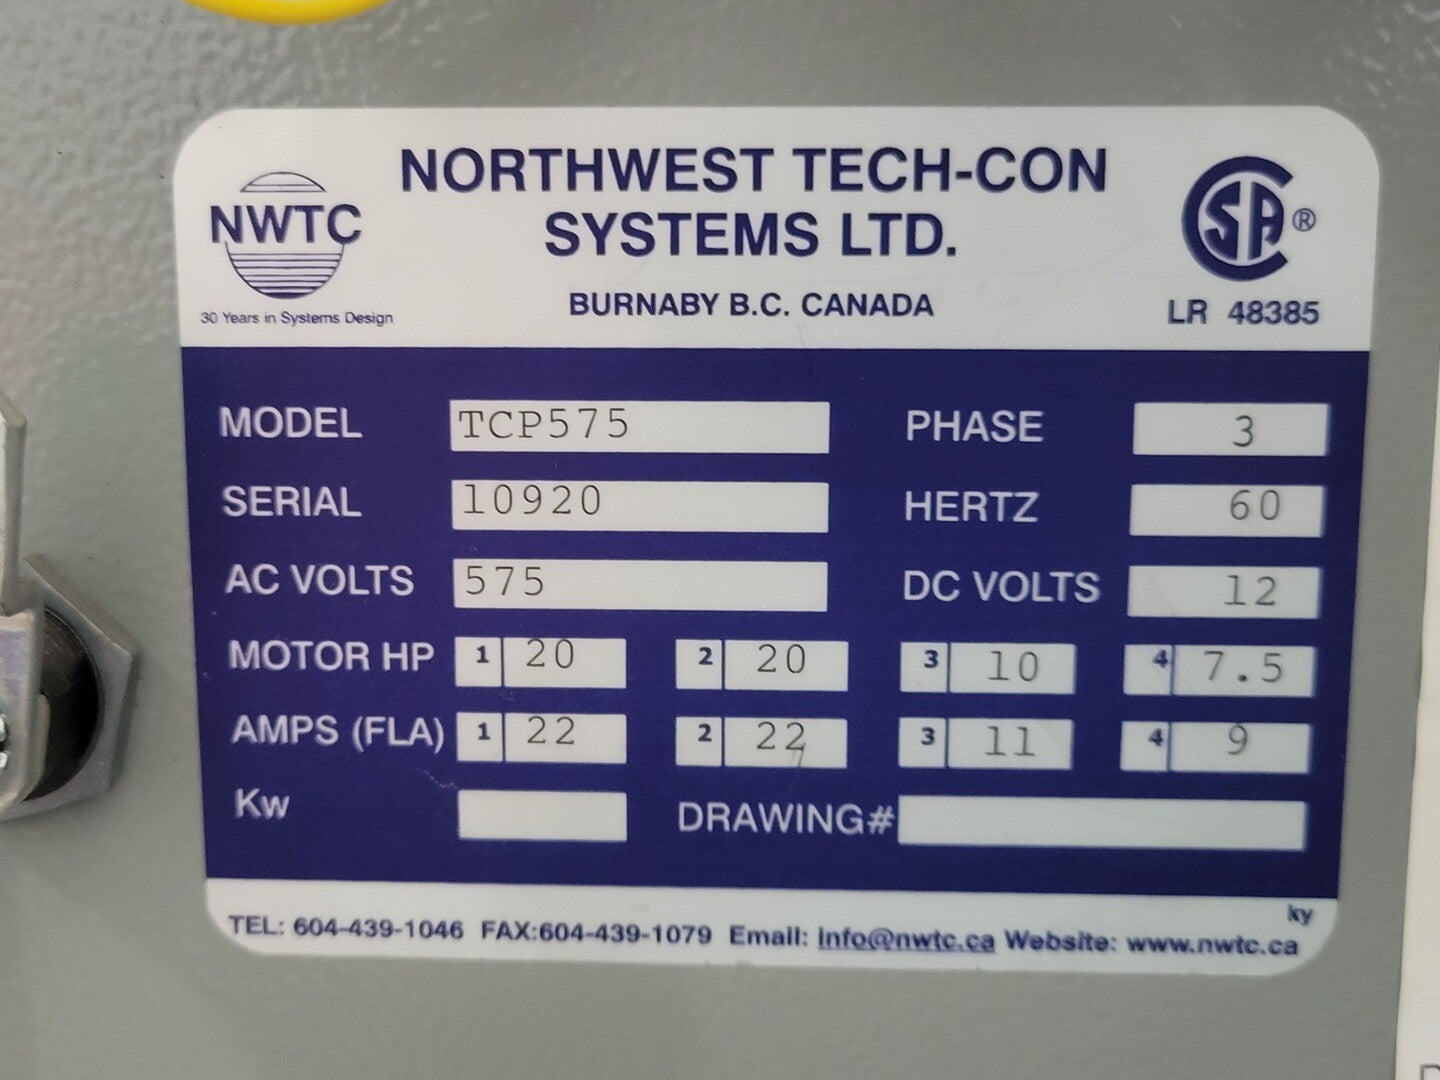 NORTHWEST TECH-CON
SYSTEMS LTD.
BURNABY B.C. CANADA
NWTC
30 Years in Systems Design
CSA ®
LR 48385
MODEL TCP575 PHASE 3
SERIAL 10920 HERTZ 60
AC VOLTS 575 DC VOLTS 12
MOTOR HP 1 20 2 20 3 10 4 7.5
AMPS (FLA) 1 22 2 22 3 11 4 9
Kw DRAWING#
ky
TEL: 604-439-1046 FAX:604-439-1079 Email: Info@nwtc.ca Website: www.nwtc.ca